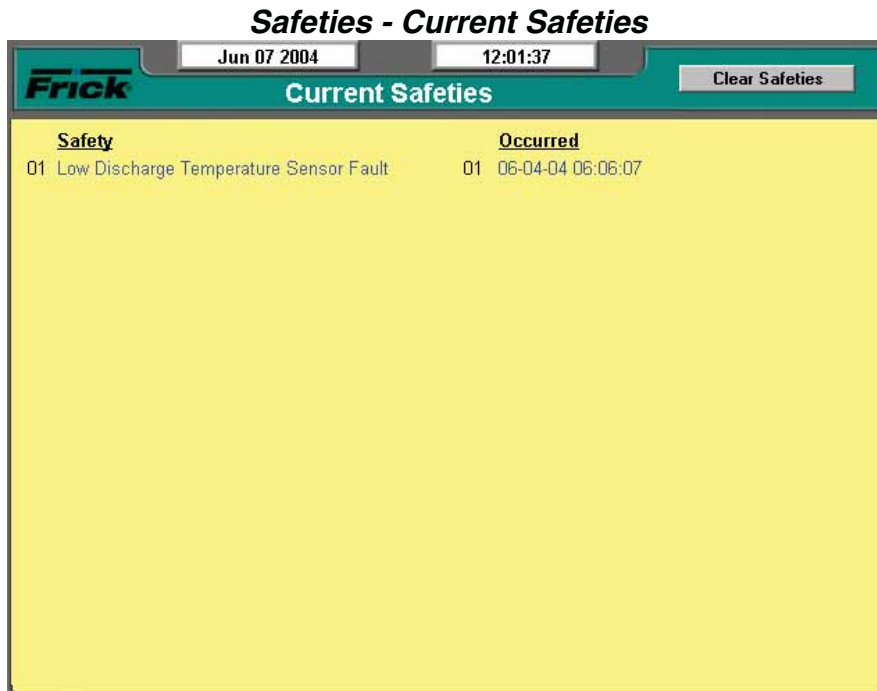 Safeties - Current Safeties
Jun 07 2004 12:01:37
Frick Current Safeties Clear Safeties
Safety Occurred
01 Low Discharge Temperature Sensor Fault 01 06-04-04 06:06:07